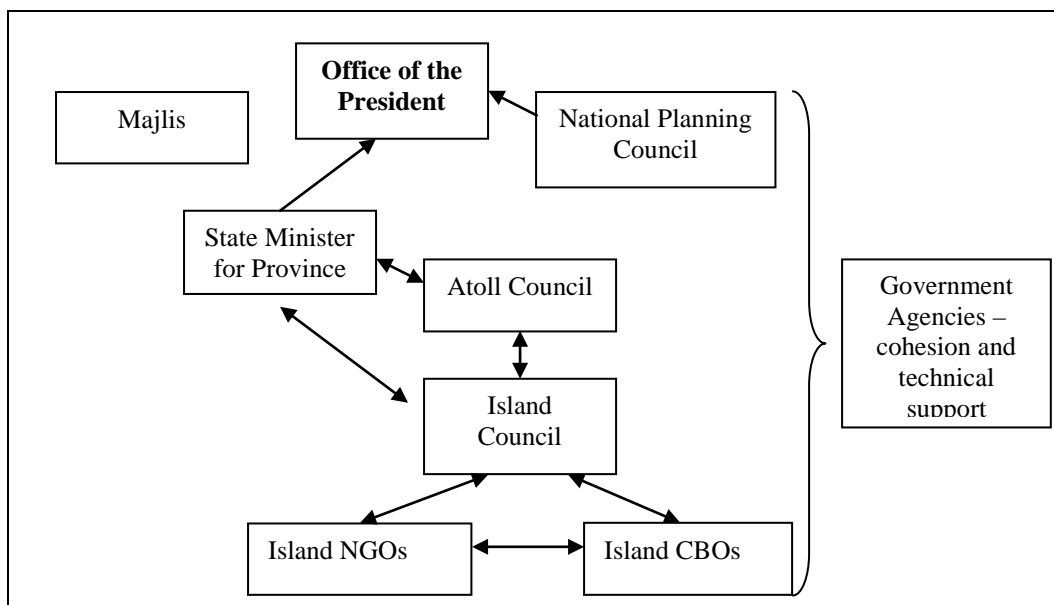 Office of the
President
Majlis
National Planning
Council
State Minister
for Province
Atoll Council
Government
Agencies –
cohesion and
technical
support
Island
Council
Island NGOs
Island CBOs